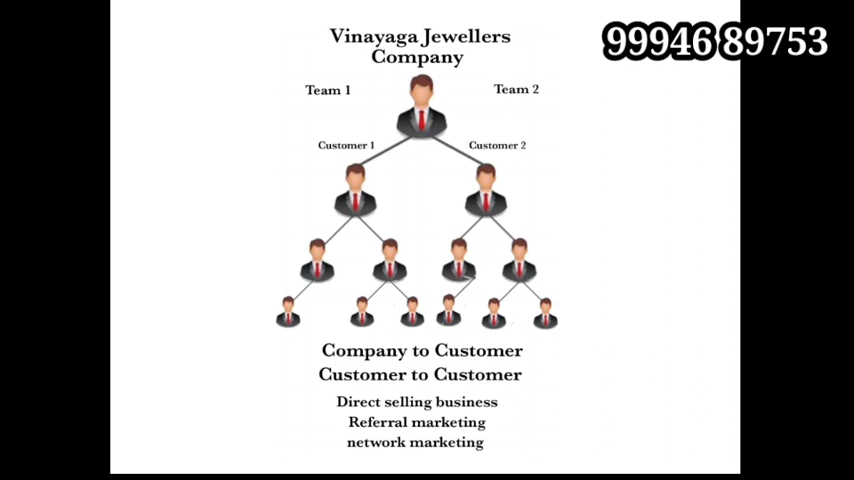 Vinayaga Jewellers
Company
99946 89753
Team 1
Team 2
Customer 1
Customer 2
Company to Customer
Customer to Customer
Direct selling business
Referral marketing
network marketing